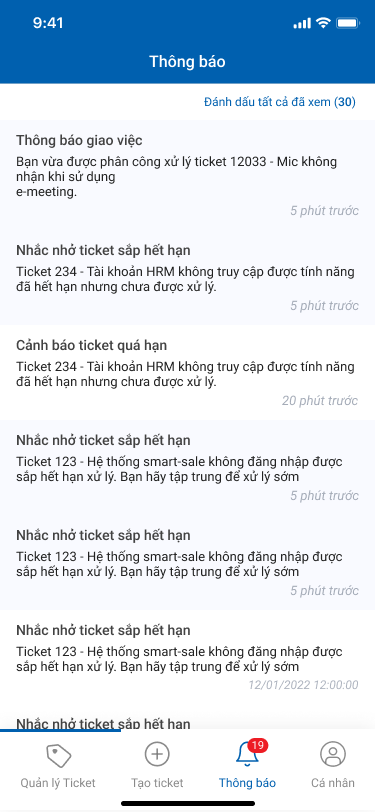 9:41
Thông báo
Đánh dấu tất cả đã xem (30)
Thông báo giao việc
Bạn vừa được phân công xử lý ticket 12033 - Mic không
nhận khi sử dụng
e-meeting.
5 phút trước
Nhắc nhở ticket sắp hết hạn
Ticket 234 - Tài khoản HRM không truy cập được tính năng
đã hết hạn nhưng chưa được xử lý.
5 phút trước
Cảnh báo ticket quá hạn
Ticket 234 - Tài khoản HRM không truy cập được tính năng
đã hết hạn nhưng chưa được xử lý.
20 phút trước
Nhắc nhở ticket sắp hết hạn
Ticket 123 - Hệ thống smart-sale không đăng nhập được
sắp hết hạn xử lý. Bạn hãy tập trung để xử lý sớm
5 phút trước
Nhắc nhở ticket sắp hết hạn
Ticket 123 - Hệ thống smart-sale không đăng nhập được
sắp hết hạn xử lý. Bạn hãy tập trung để xử lý sớm
5 phút trước
Nhắc nhở ticket sắp hết hạn
Ticket 123 - Hệ thống smart-sale không đăng nhập được
sắp hết hạn xử lý. Bạn hãy tập trung để xử lý sớm
12/01/2022 12:00:00
Nhắc nhở ticket sắp hết hạn
19
Quản lý Ticket
Tạo ticket
Thông báo
Cá nhân